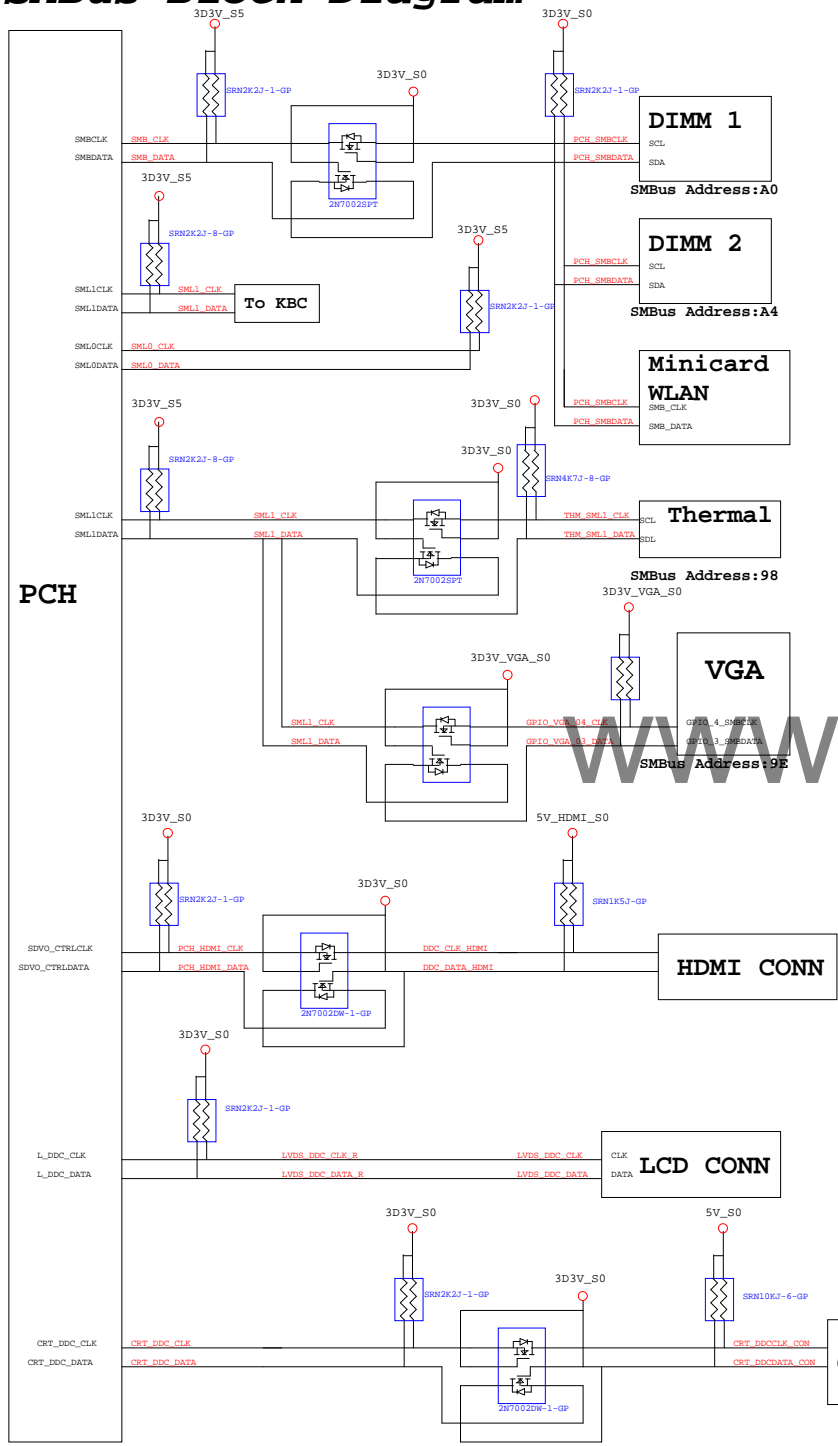 SMBus Block Diagram
3D3V_S5
3D3V_S0
SRN2K2J-1-GP
3D3V_S0
SRN2K2J-1-GP
DIMM 1
SMBCLK
SMB_CLK
PCH_SMBCLK
SCL
SMBDATA
SMB_DATA
PCH_SMBDATA
SDA
3D3V_S5
2N7002SPT
SMBus Address:A0
SRN2K2J-8-GP
3D3V_S5
DIMM 2
PCH_SMBCLK
SCL
PCH_SMBDATA
SDA
SML1CLK
SML1_CLK
To KBC
SML1DATA
SML1_DATA
SRN2K2J-1-GP
SMBus Address:A4
SML0CLK
SML0_CLK
SML0DATA
SML0_DATA
Minicard
WLAN
PCH_SMBCLK
SMB_CLK
PCH_SMBDATA
SMB_DATA
3D3V_S5
3D3V_S0
3D3V_S0
SRN2K2J-8-GP
SRN4K7J-8-GP
SML1CLK
SML1_CLK
THM_SML1_CLK
SCL
Thermal
SML1DATA
SML1_DATA
THM_SML1_DATA
SDL
2N7002SPT
SMBus Address:98
PCH
3D3V_VGA_S0
3D3V_VGA_S0
VGA
SML1_CLK
GPIO_VGA_04_CLK
GPIO_4_SMBCLK
SML1_DATA
GPIO_VGA_03_DATA
GPIO_3_SMBDATA
WWW
SMBus Address:9E
3D3V_S0
5V_HDMI_S0
3D3V_S0
SRN2K2J-1-GP
SRN1K5J-GP
SDVO_CTRLCLK
PCH_HDMI_CLK
DDC_CLK_HDMI
SDVO_CTRLDATA
PCH_HDMI_DATA
DDC_DATA_HDMI
HDMI CONN
2N7002DW-1-GP
3D3V_S0
SRN2K2J-1-GP
L_DDC_CLK
LVDS_DDC_CLK_R
LVDS_DDC_CLK
CLK
L_DDC_DATA
LVDS_DDC_DATA_R
LVDS_DDC_DATA
DATA
LCD CONN
3D3V_S0
5V_S0
3D3V_S0
SRN2K2J-1-GP
SRN10KJ-6-GP
CRT_DDC_CLK
CRT_DDC_CLK
CRT_DDCCLK_CON
CRT_DDC_DATA
CRT_DDC_DATA
CRT_DDCDATA_CON
2N7002DW-1-GP